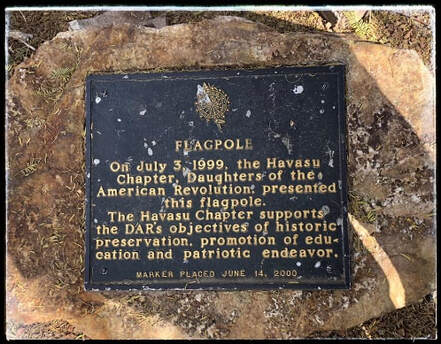 FLAGPOLE
On July 3, 1999, the Havasu
Chapter, Daughters of the
American Revolution, presented
this flagpole.
The Havasu Chapter supports
the DAR's objectives of historic
preservation, promotion of edu-
cation and patriotic endeavor.
MARKER PLACED JUNE 14, 2000